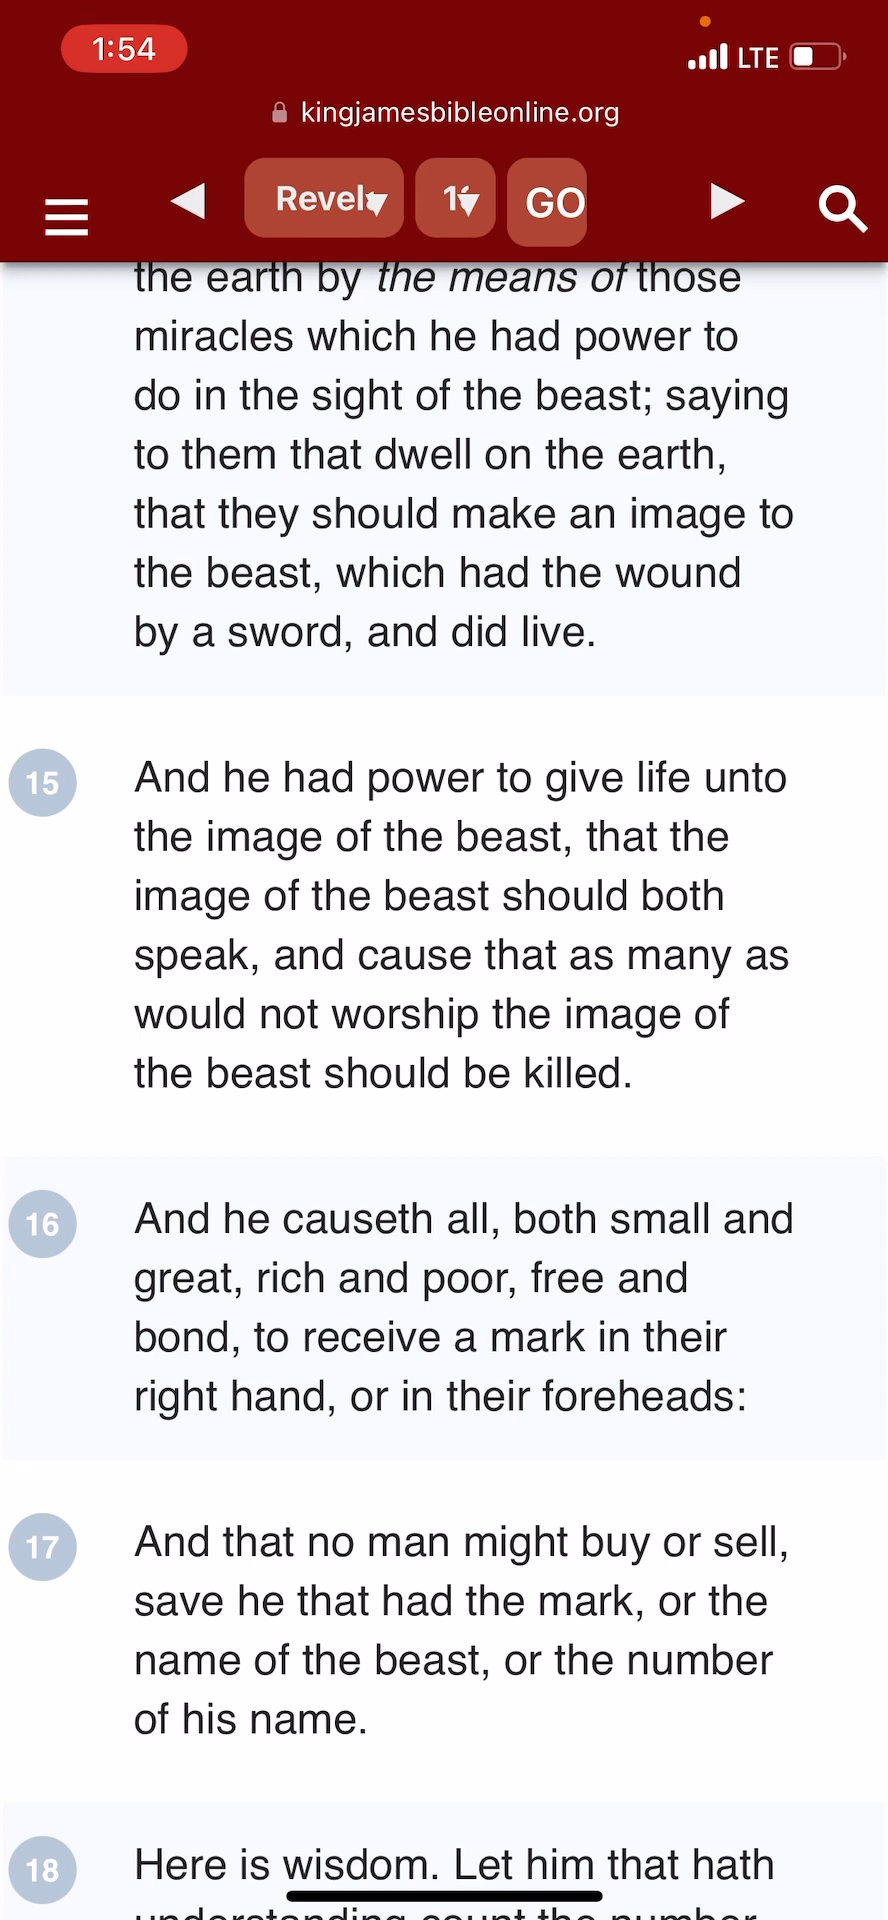 1:54
LTE
kingjamesbibleonline.org
GO
the earth by the means of those
miracles which he had power to
do in the sight of the beast; saying
to them that dwell on the earth,
that they should make an image to
the beast, which had the wound
by a sword, and did live.
15
And he had power to give life unto
the image of the beast, that the
image of the beast should both
speak, and cause that as many as
would not worship the image of
the beast should be killed.
16
And he causeth all, both small and
great, rich and poor, free and
bond, to receive a mark in their
right hand, or in their foreheads:
17
And that no man might buy or sell,
save he that had the mark, or the
name of the beast, or the number
of his name.
18
Here is wisdom. Let him that hath
understanding count the number